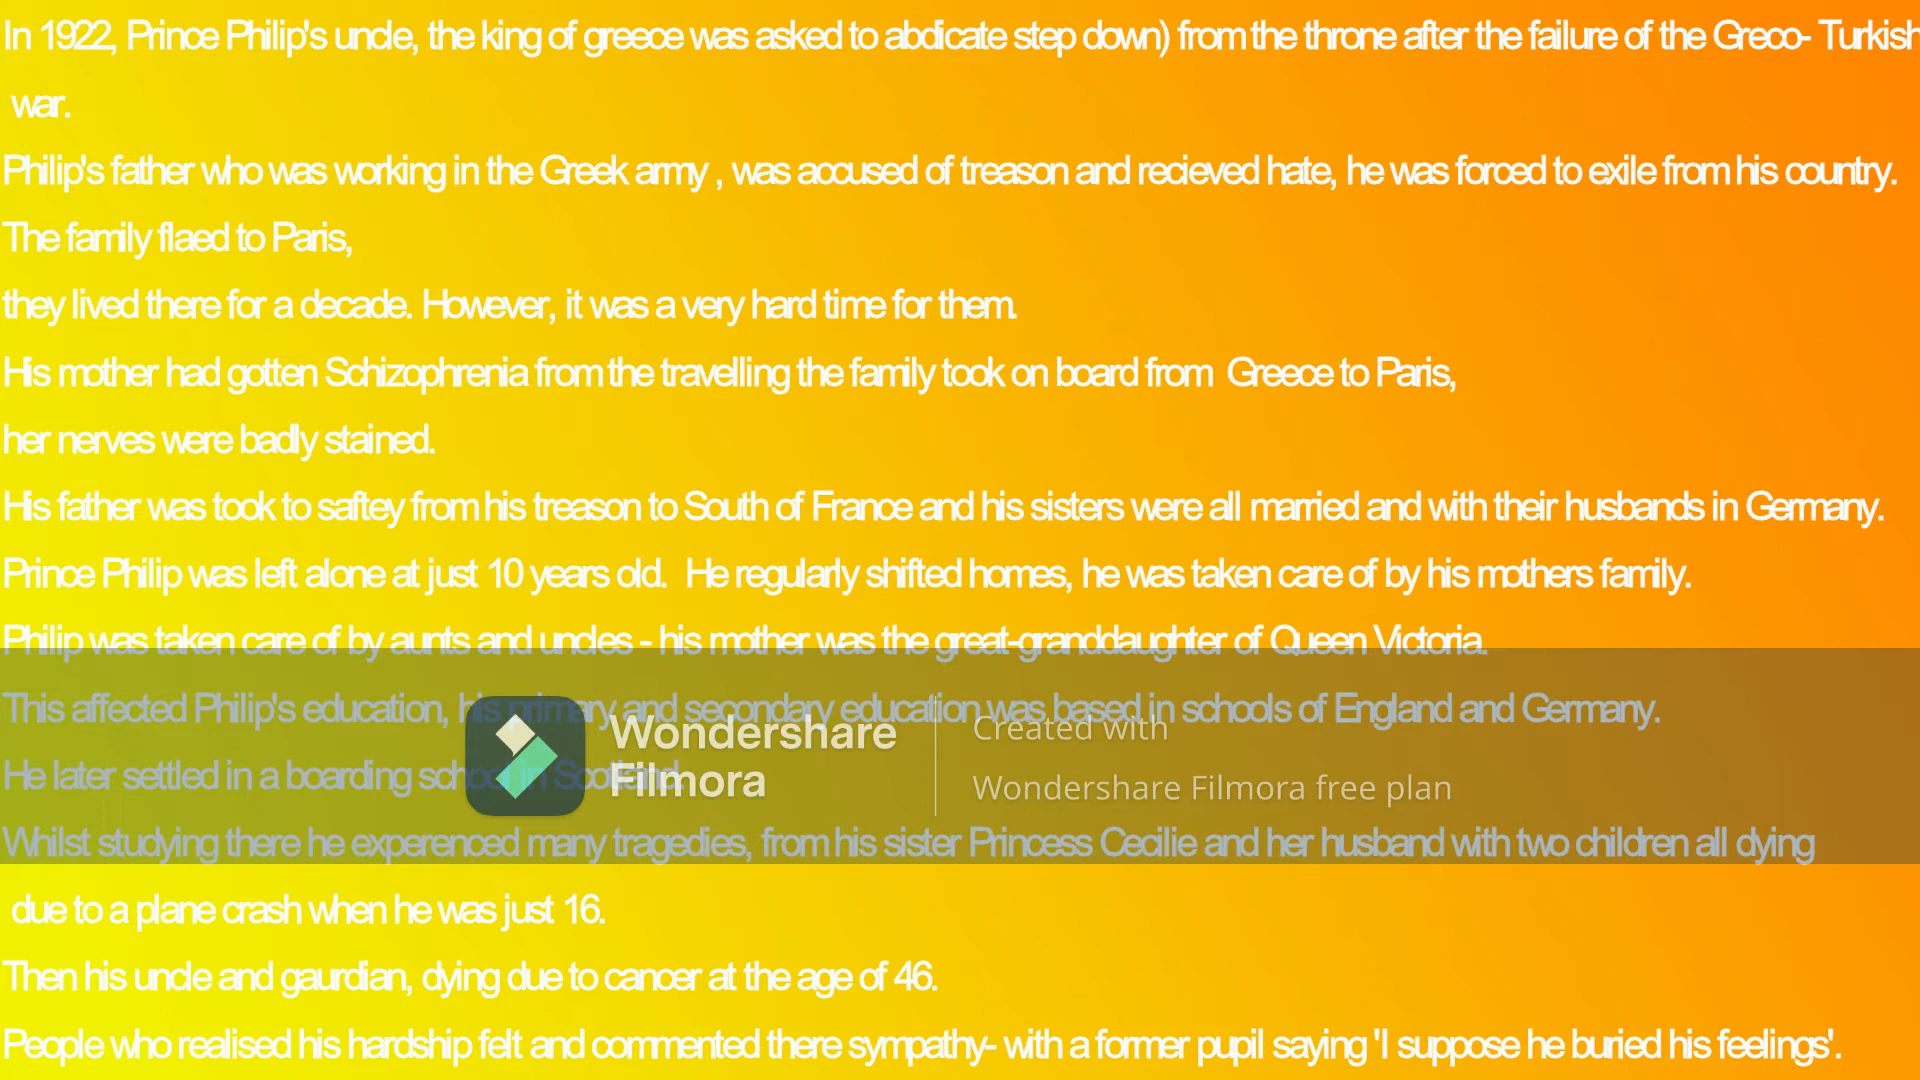 In 1922, Prince Philip's uncle, the king of greece was asked to abdicate step down) from the throne after the failure of the Greco- Turkish
war.
Philip's father who was working in the Greek army , was accused of treason and recieved hate, he was forced to exile from his country.
The family flaed to Paris,
they lived there for a decade. However, it was a very hard time for them.
His mother had gotten Schizophrenia from the travelling the family took on board from Greece to Paris,
her nerves were badly stained.
His father was took to saftey from his treason to South of France and his sisters were all married and with their husbands in Germany.
Prince Philip was left alone at just 10 years old. He regularly shifted homes, he was taken care of by his mothers family.
Philip was taken care of by aunts and uncles - his mother was the great-granddaughter of Queen Victoria.
This affected Philip's education, his primary and secondary education was based in schools of England and Germany.
He later settled in a boarding school in Scotland.
Wondershare
Filmora
Created with
Wondershare Filmora free plan
Whilst studying there he experenced many tragedies, from his sister Princess Cecilie and her husband with two children all dying
due to a plane crash when he was just 16.
Then his uncle and gaurdian, dying due to cancer at the age of 46.
People who realised his hardship felt and commented there sympathy- with a former pupil saying 'I suppose he buried his feelings'.